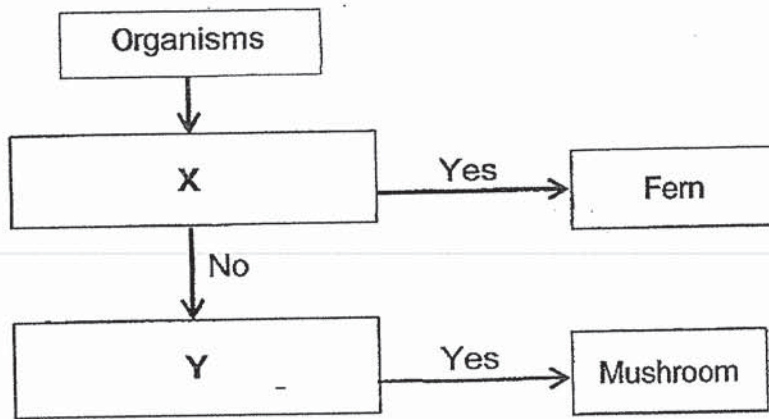 Organisms
X
Yes
Fern
No
Y
Yes
Mushroom